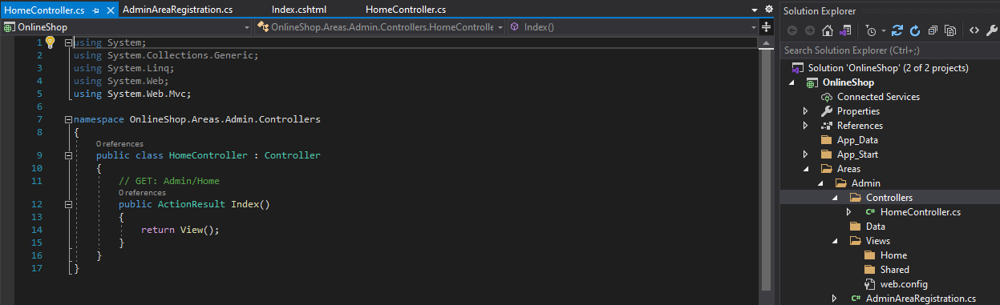 HomeController.cs AdminAreaRegistration.cs Index.cshtml HomeController.cs
OnlineShop OnlineShop.Areas.Admin.Controllers.HomeControlle Index()
1 using System;
2 using System.Collections.Generic;
3 using System.Linq;
4 using System.Web;
5 using System.Web.Mvc;
6
7 namespace OnlineShop.Areas.Admin.Controllers
8 {
0 references
9 public class HomeController : Controller
10 {
11 // GET: Admin/Home
0 references
12 public ActionResult Index()
13 {
14 return View();
15 }
16 }
17 }
Solution Explorer
Search Solution Explorer (Ctrl+;)
Solution 'OnlineShop' (2 of 2 projects)
OnlineShop
Connected Services
Properties
References
App_Data
App_Start
Areas
Admin
Controllers
C# HomeController.cs
Data
Views
Home
Shared
web.config
C# AdminAreaRegistration.cs